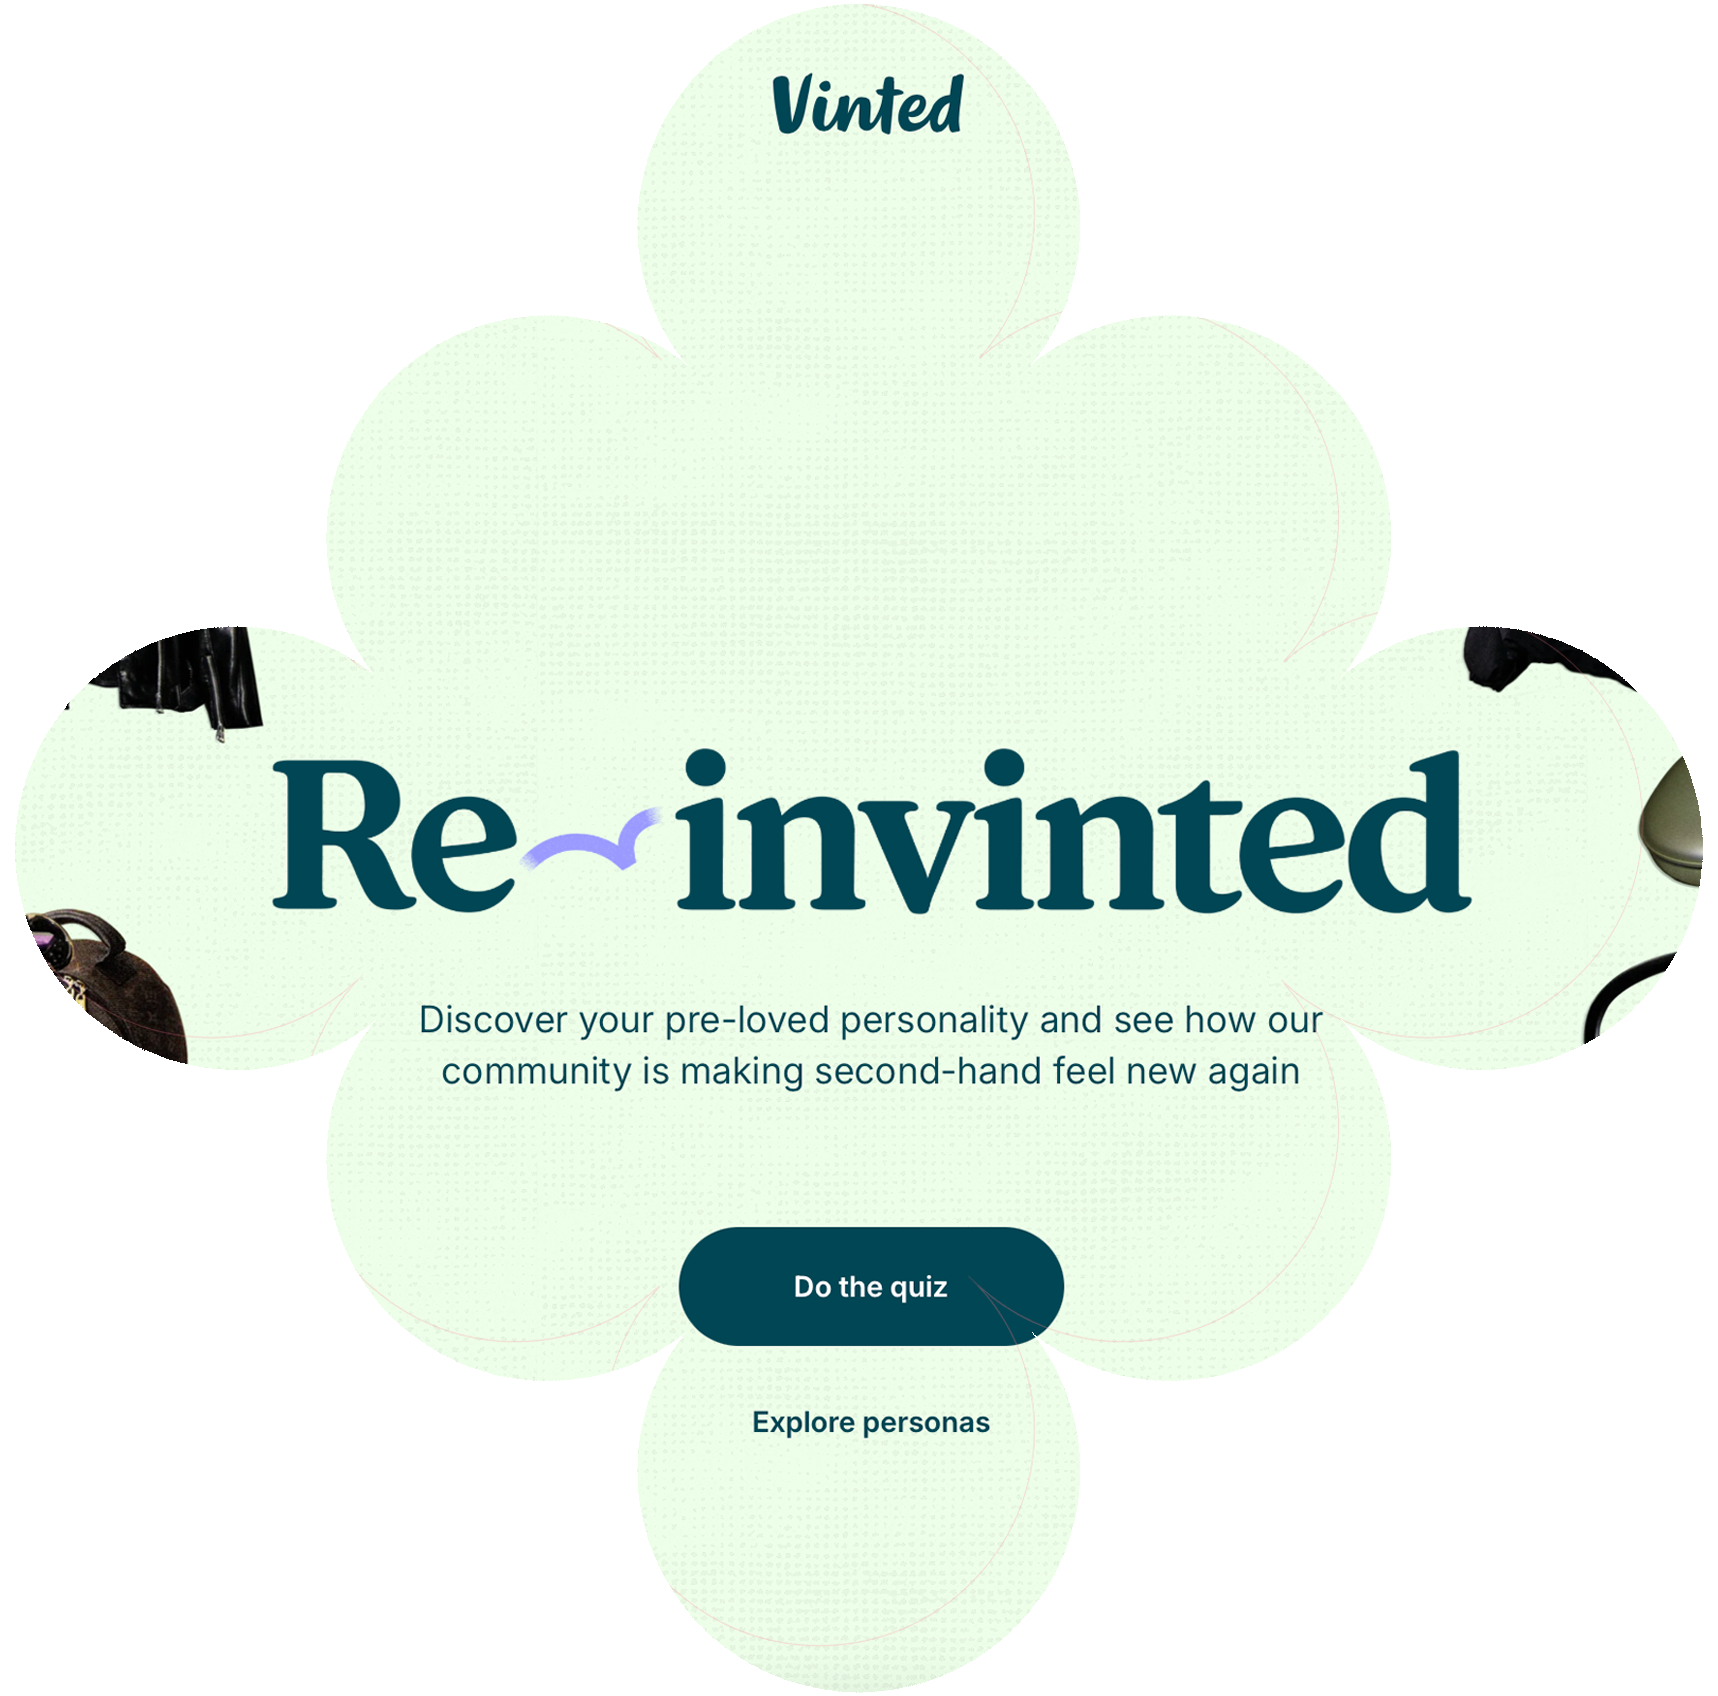 Vinted
Re~invinted
Discover your pre-loved personality and see how our
community is making second-hand feel new again
Do the quiz
Explore personas